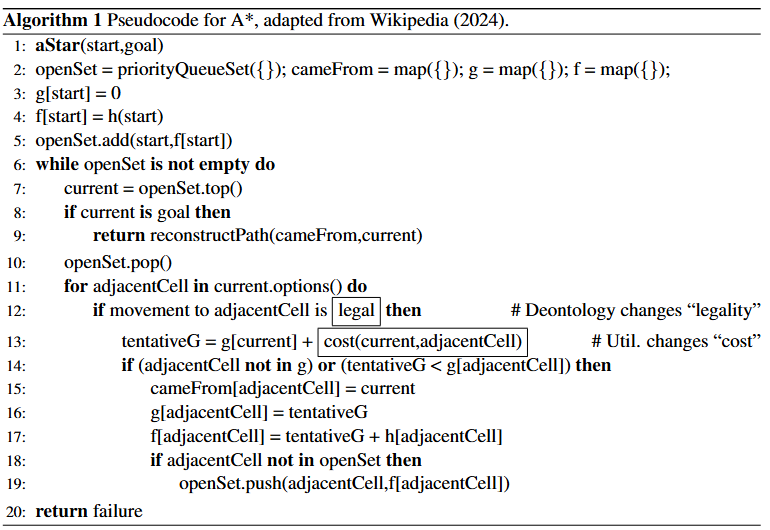 Algorithm 1 Pseudocode for A*, adapted from Wikipedia (2024).
1: aStar(start,goal)
2: openSet = priorityQueueSet({}); cameFrom = map({}); g = map({}); f = map({});
3: g[start] = 0
4: f[start] = h(start)
5: openSet.add(start,f[start])
6: while openSet is not empty do
7: current = openSet.top()
8: if current is goal then
9: return reconstructPath(cameFrom,current)
10: openSet.pop()
11: for adjacentCell in current.options() do
12: if movement to adjacentCell is legal then # Deontology changes “legality”
13: tentativeG = g[current] + cost(current,adjacentCell) # Util. changes “cost”
14: if (adjacentCell not in g) or (tentativeG < g[adjacentCell]) then
15: cameFrom[adjacentCell] = current
16: g[adjacentCell] = tentativeG
17: f[adjacentCell] = tentativeG + h[adjacentCell]
18: if adjacentCell not in openSet then
19: openSet.push(adjacentCell,f[adjacentCell])
20: return failure